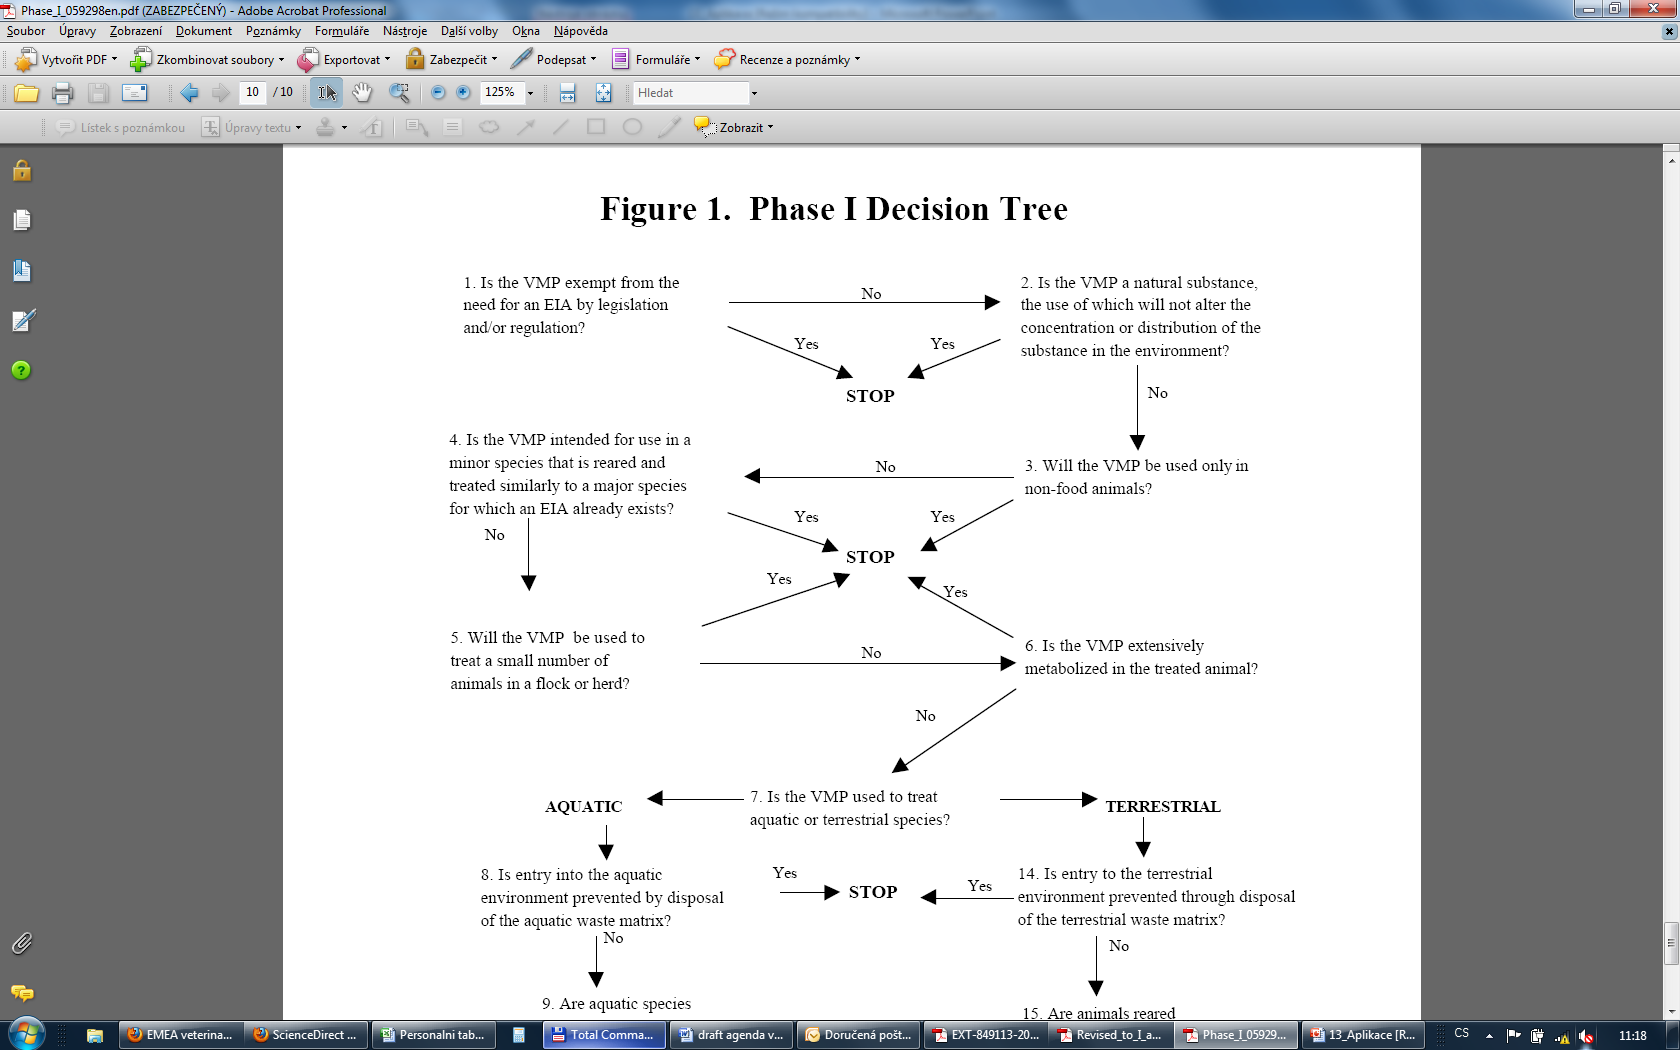 Phase_I_059298en.pdf (ZABEZPEČENÝ) - Adobe Acrobat Professional
Soubor Úpravy Zobrazení Dokument Poznámky Formuláře Nástroje Další volby Okna Nápověda
Vytvořit PDF Zkombinovat soubory Exportovat Zabezpečit Podepsat Formuláře Recenze a poznámky
10 / 10 125% Hledat
Lístek s poznámkou Úpravy textu Zobrazit
Figure 1. Phase I Decision Tree
1. Is the VMP exempt from the
need for an EIA by legislation
and/or regulation?
No
2. Is the VMP a natural substance,
the use of which will not alter the
concentration or distribution of the
substance in the environment?
Yes
Yes
STOP
No
4. Is the VMP intended for use in a
minor species that is reared and
treated similarly to a major species
for which an EIA already exists?
No
3. Will the VMP be used only in
non-food animals?
Yes
Yes
No
STOP
Yes
Yes
5. Will the VMP be used to
treat a small number of
animals in a flock or herd?
No
6. Is the VMP extensively
metabolized in the treated animal?
No
AQUATIC
7. Is the VMP used to treat
aquatic or terrestrial species?
TERRESTRIAL
8. Is entry into the aquatic
environment prevented by disposal
of the aquatic waste matrix?
Yes
STOP
Yes
14. Is entry to the terrestrial
environment prevented through disposal
of the terrestrial waste matrix?
No
No
9. Are aquatic species
15. Are animals reared
EMEA veterina... ScienceDirect ... Personalni tab... Total Comma... draft agenda v... Doručená pošt... EXT-849113-20... Revised_to_I_a... Phase_I_05929... 13_Aplikace [R... CS 11:18